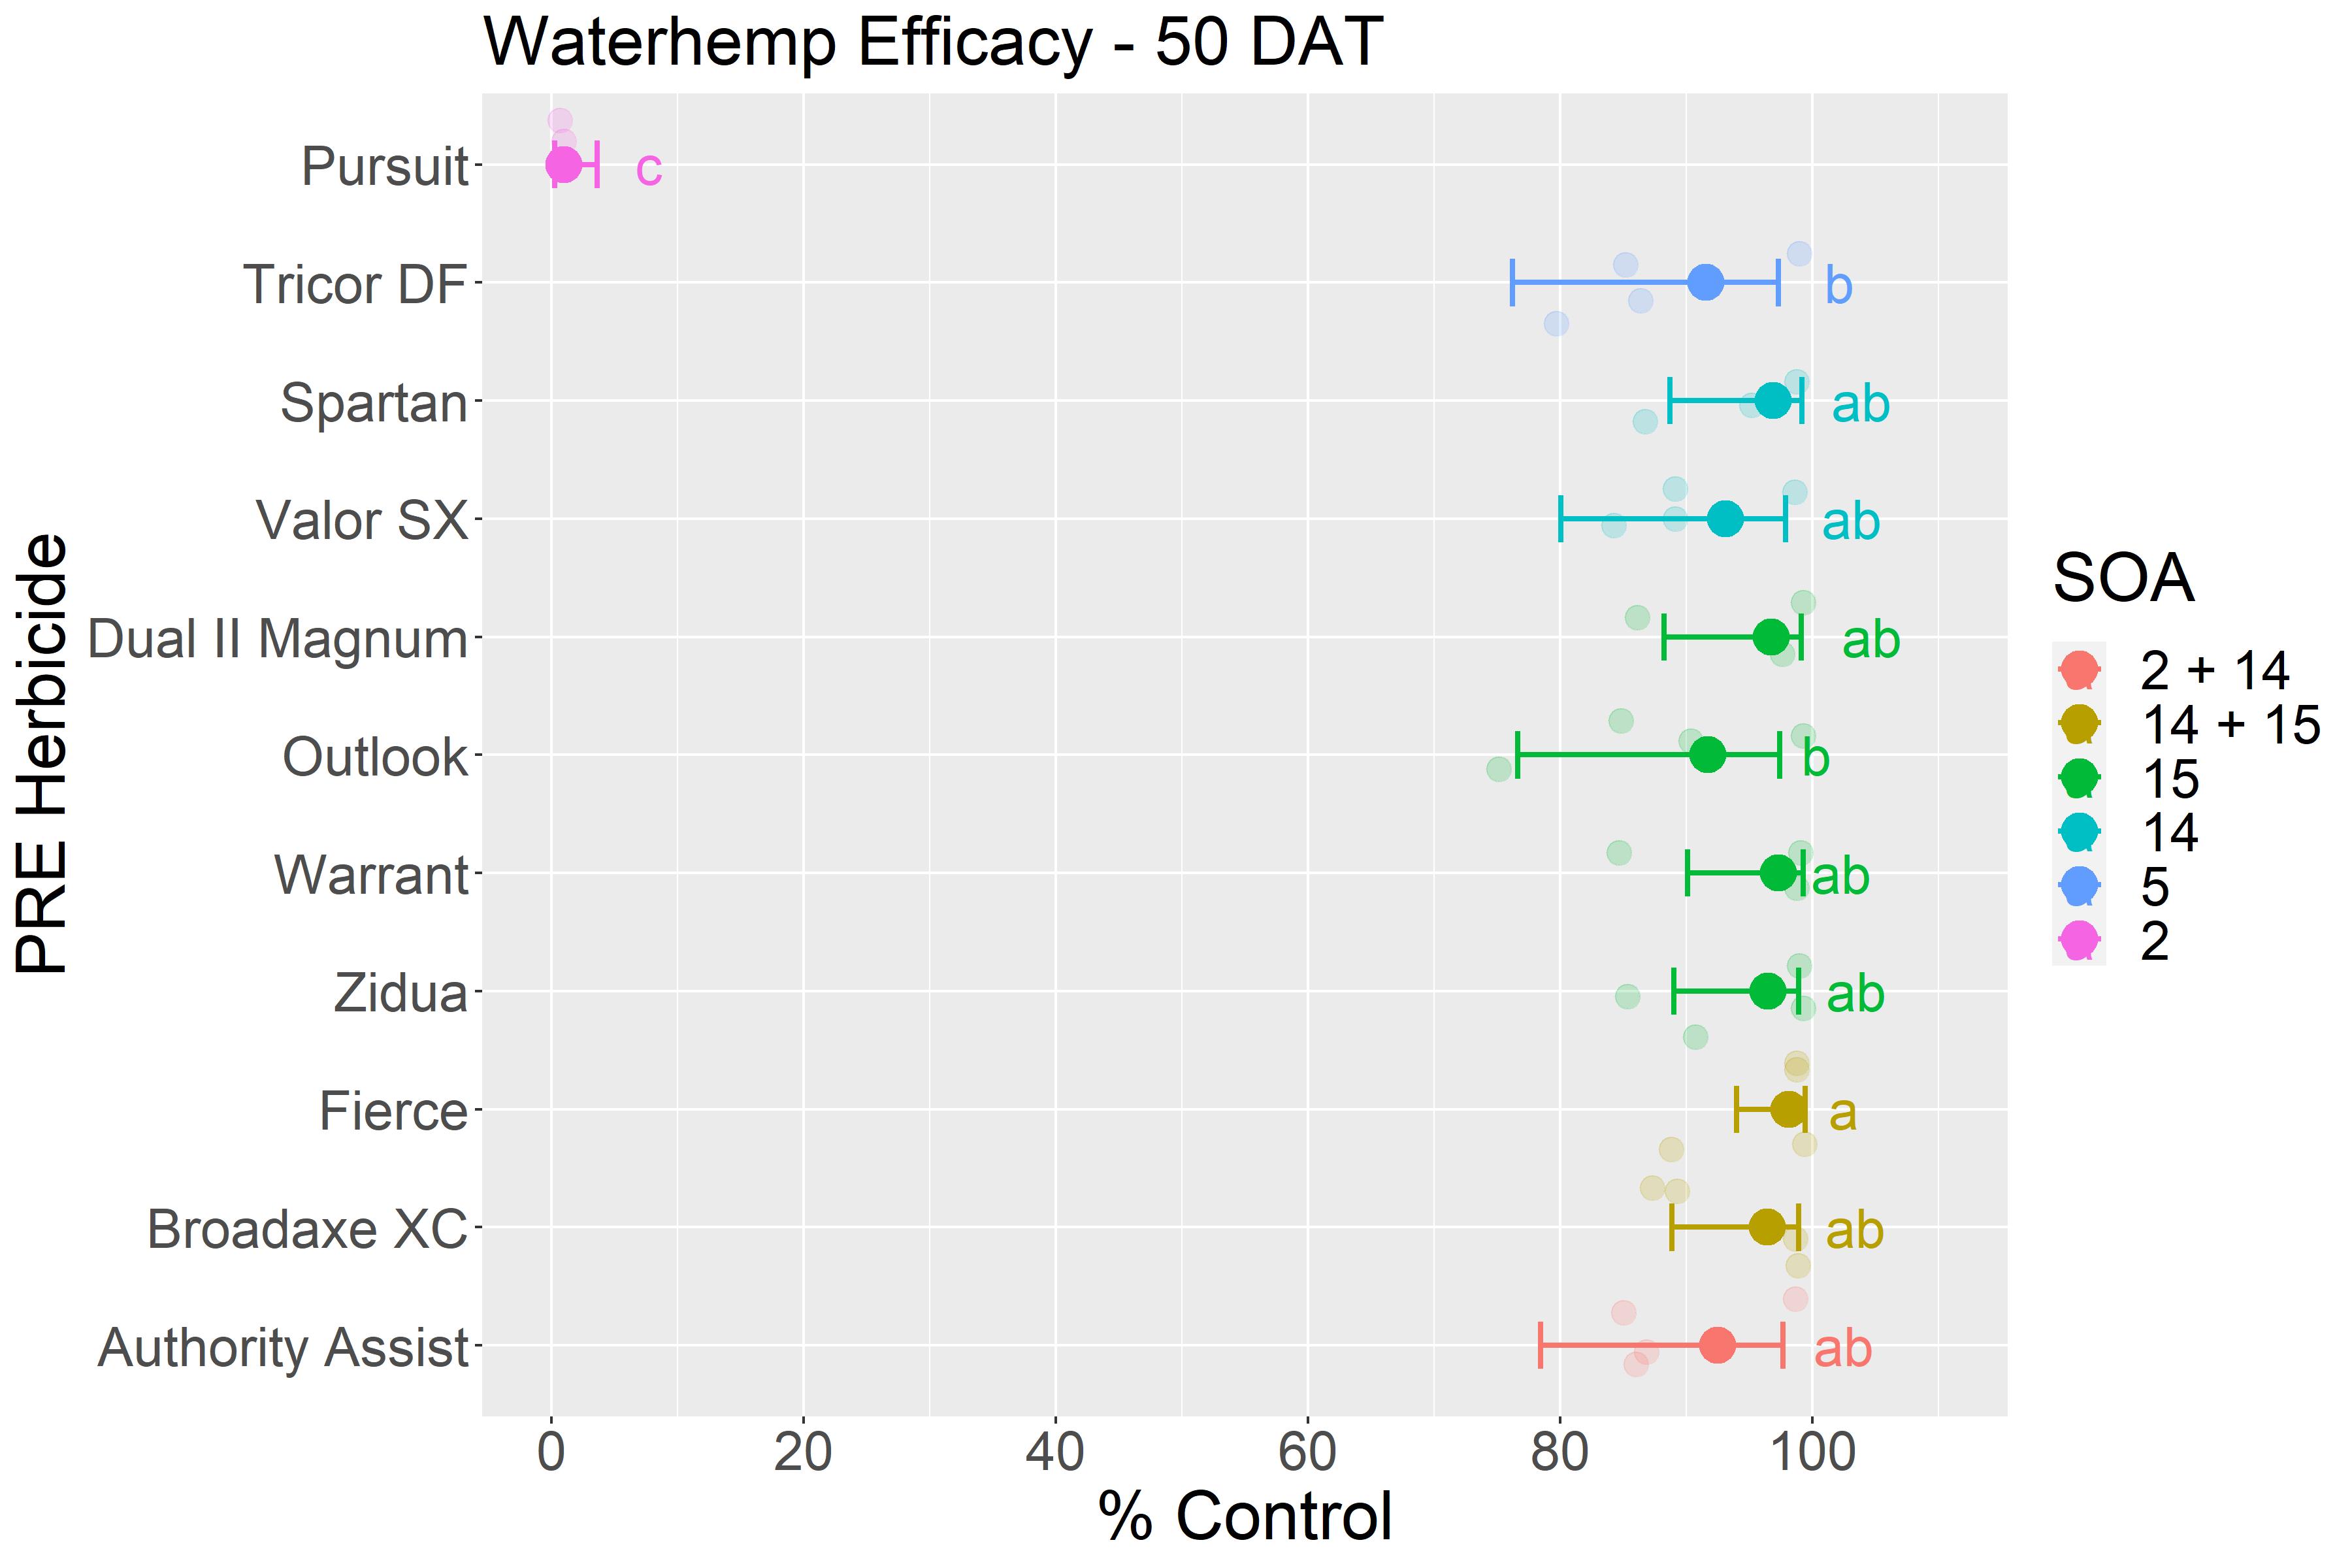 Waterhemp Efficacy - 50 DAT
PRE Herbicide
Pursuit
c
Tricor DF
b
Spartan
ab
Valor SX
ab
Dual II Magnum
ab
Outlook
b
Warrant
ab
Zidua
ab
Fierce
a
Broadaxe XC
ab
Authority Assist
ab
0 20 40 60 80 100
% Control
SOA
2 + 14
14 + 15
15
14
5
2